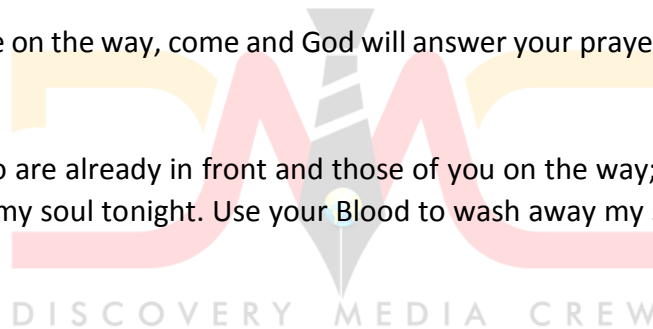 e on the way, come and God will answer your praye
o are already in front and those of you on the way;
my soul tonight. Use your Blood to wash away my
DMC
DISCOVERY MEDIA CREW